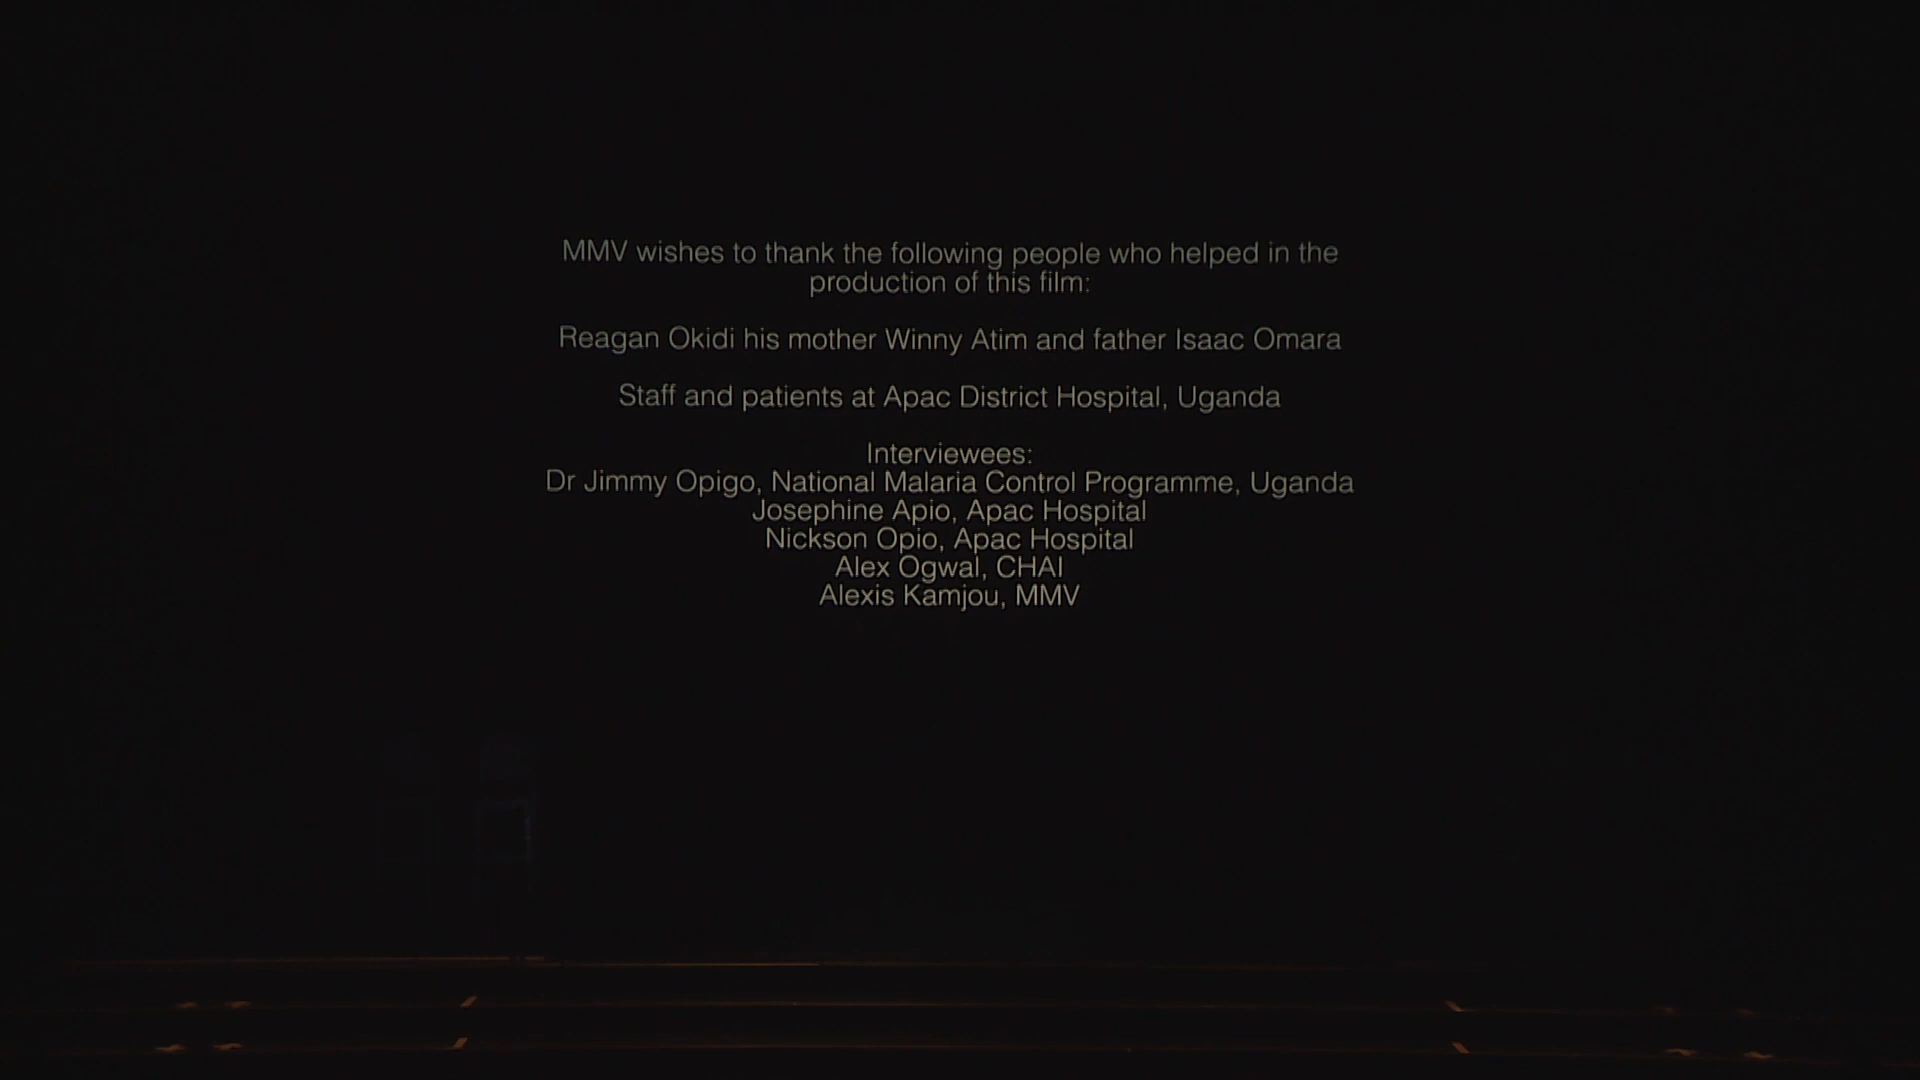 MMV wishes to thank the following people who helped in the
production of this film:
Reagan Okidi his mother Winny Atim and father Isaac Omara
Staff and patients at Apac District Hospital, Uganda
Interviewees:
Dr Jimmy Opigo, National Malaria Control Programme, Uganda
Josephine Apio, Apac Hospital
Nickson Opio, Apac Hospital
Alex Ogwal, CHAI
Alexis Kamjou, MMV